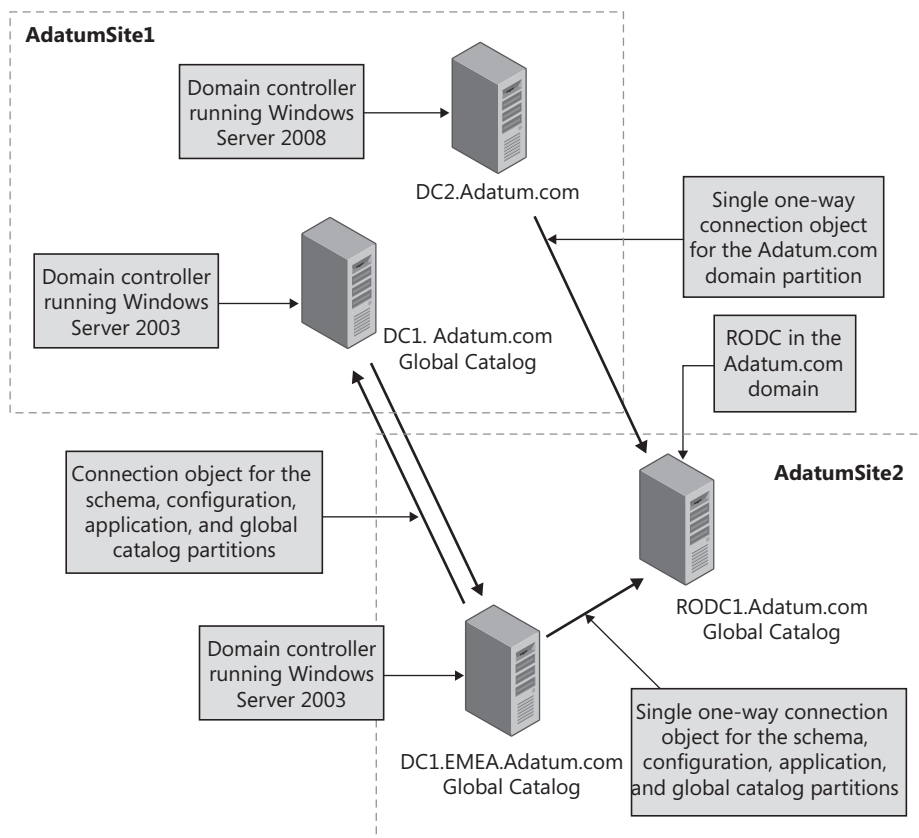 AdatumSite1
Domain controller
running Windows
Server 2008
DC2.Adatum.com
Single one-way
connection object
for the Adatum.com
domain partition
Domain controller
running Windows
Server 2003
DC1. Adatum.com
Global Catalog
RODC in the
Adatum.com
domain
Connection object for the
schema, configuration,
application, and global
catalog partitions
AdatumSite2
RODC1.Adatum.com
Global Catalog
Domain controller
running Windows
Server 2003
DC1.EMEA.Adatum.com
Global Catalog
Single one-way connection
object for the schema,
configuration, application,
and global catalog partitions